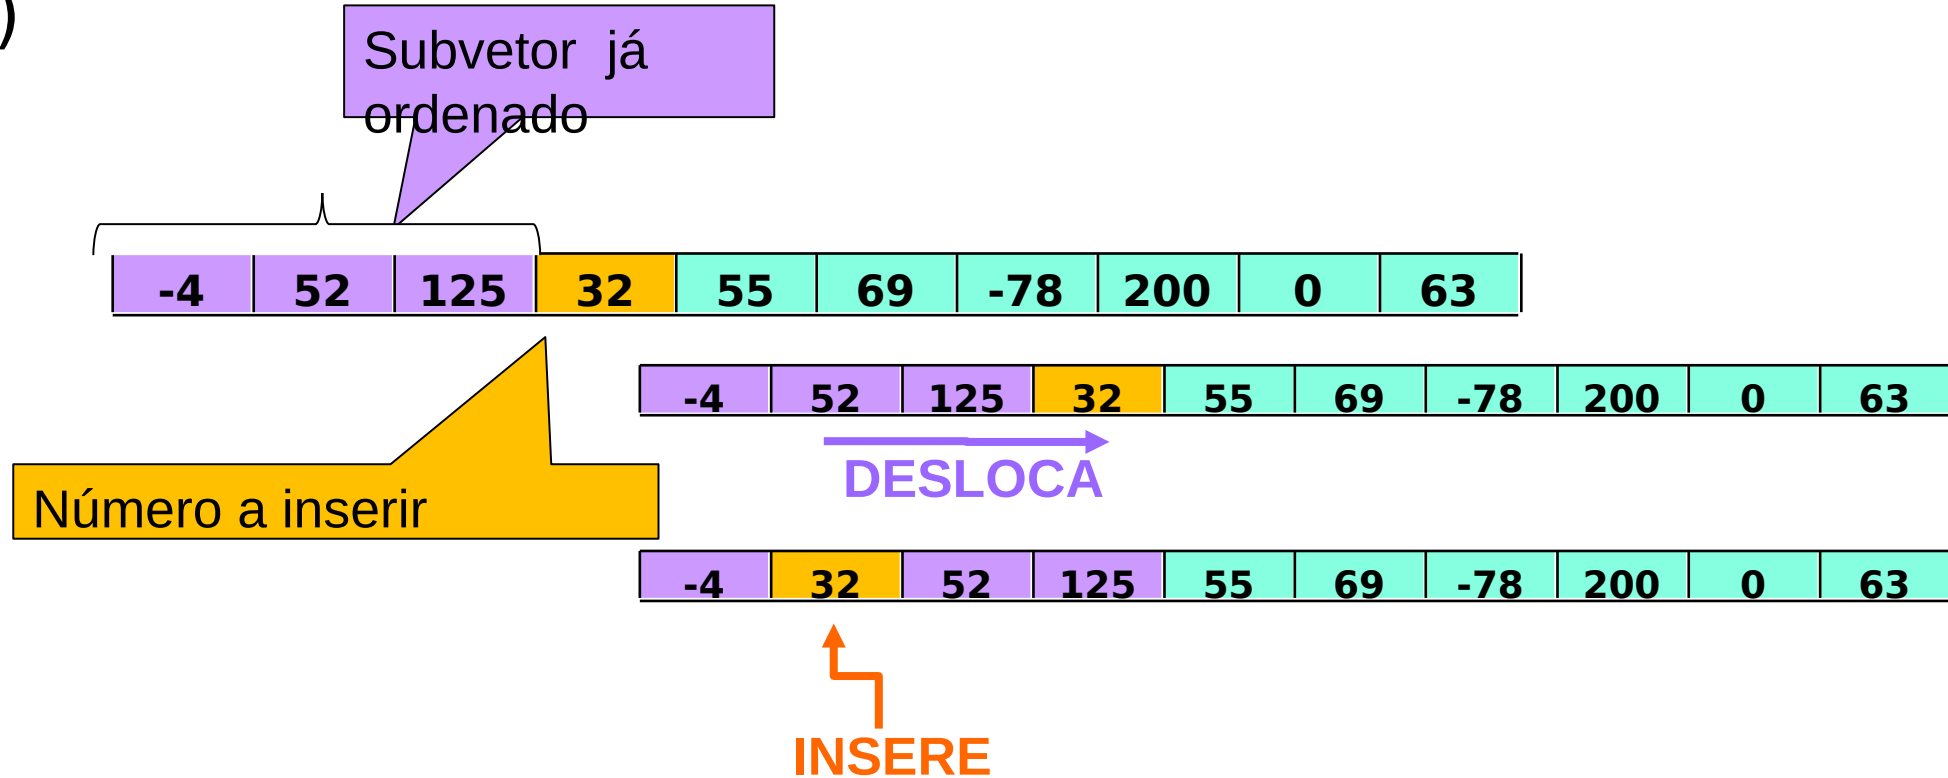 )
Subvetor já
ordenado
-4 52 125 32 55 69 -78 200 0 63
-4 52 125 32 55 69 -78 200 0 63
DESLOCA
Número a inserir
-4 32 52 125 55 69 -78 200 0 63
INSERE